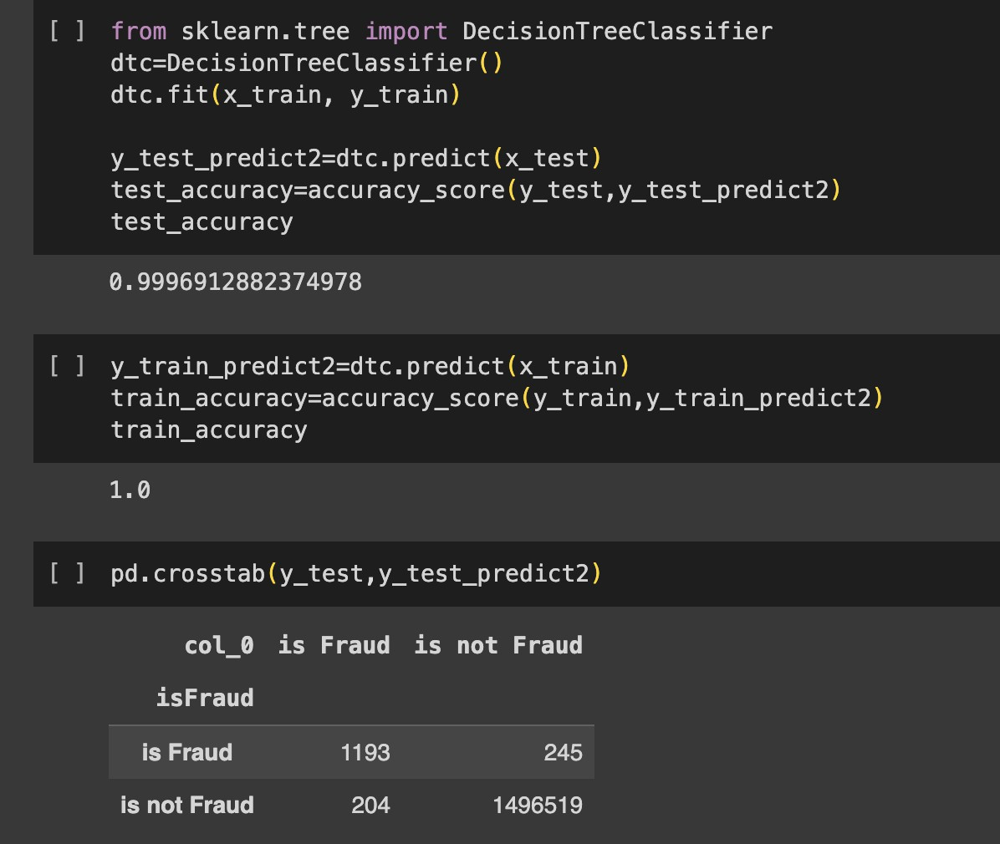 [ ] from sklearn.tree import DecisionTreeClassifier
dtc=DecisionTreeClassifier()
dtc.fit(x_train, y_train)
y_test_predict2=dtc.predict(x_test)
test_accuracy=accuracy_score(y_test,y_test_predict2)
test_accuracy
0.9996912882374978
[ ] y_train_predict2=dtc.predict(x_train)
train_accuracy=accuracy_score(y_train,y_train_predict2)
train_accuracy
1.0
[ ] pd.crosstab(y_test,y_test_predict2)
col_0 is Fraud is not Fraud
isFraud
is Fraud 1193 245
is not Fraud 204 1496519